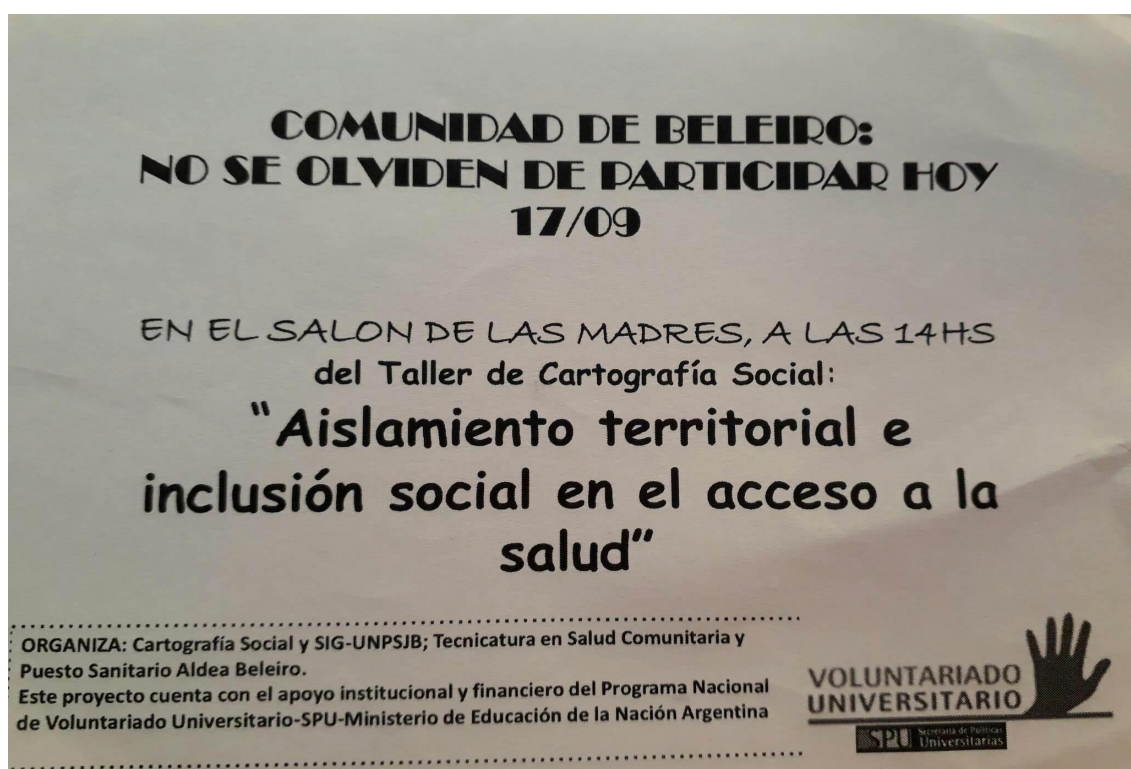 COMUNIDAD DE BELEIRO:
NO SE OLVIDEN DE PARTICIPAR HOY
17/09
EN EL SALON DE LAS MADRES, A LAS 14HS
del Taller de Cartografía Social:
"Aislamiento territorial e
inclusión social en el acceso a la
salud"
ORGANIZA: Cartografía Social y SIG-UNPSJB; Tecnicatura en Salud Comunitaria y
Puesto Sanitario Aldea Beleiro.
Este proyecto cuenta con el apoyo institucional y financiero del Programa Nacional
de Voluntariado Universitario-SPU-Ministerio de Educación de la Nación Argentina
VOLUNTARIADO
UNIVERSITARIO
SPU Secretaría de Políticas
Universitarias